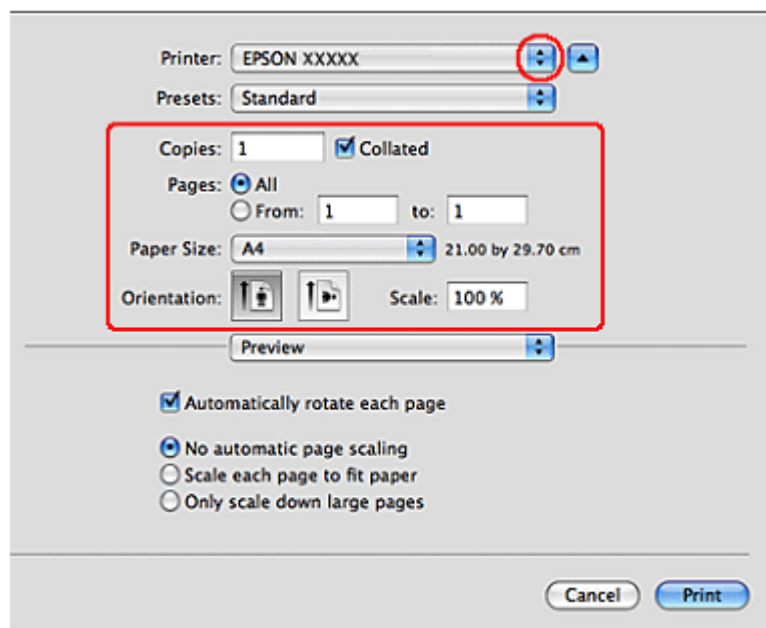 Printer: EPSON XXXXX
Presets: Standard
Copies: 1 Collated
Pages: All
From: 1 to: 1
Paper Size: A4 21.00 by 29.70 cm
Orientation: Scale: 100 %
Preview
Automatically rotate each page
No automatic page scaling
Scale each page to fit paper
Only scale down large pages
Cancel Print